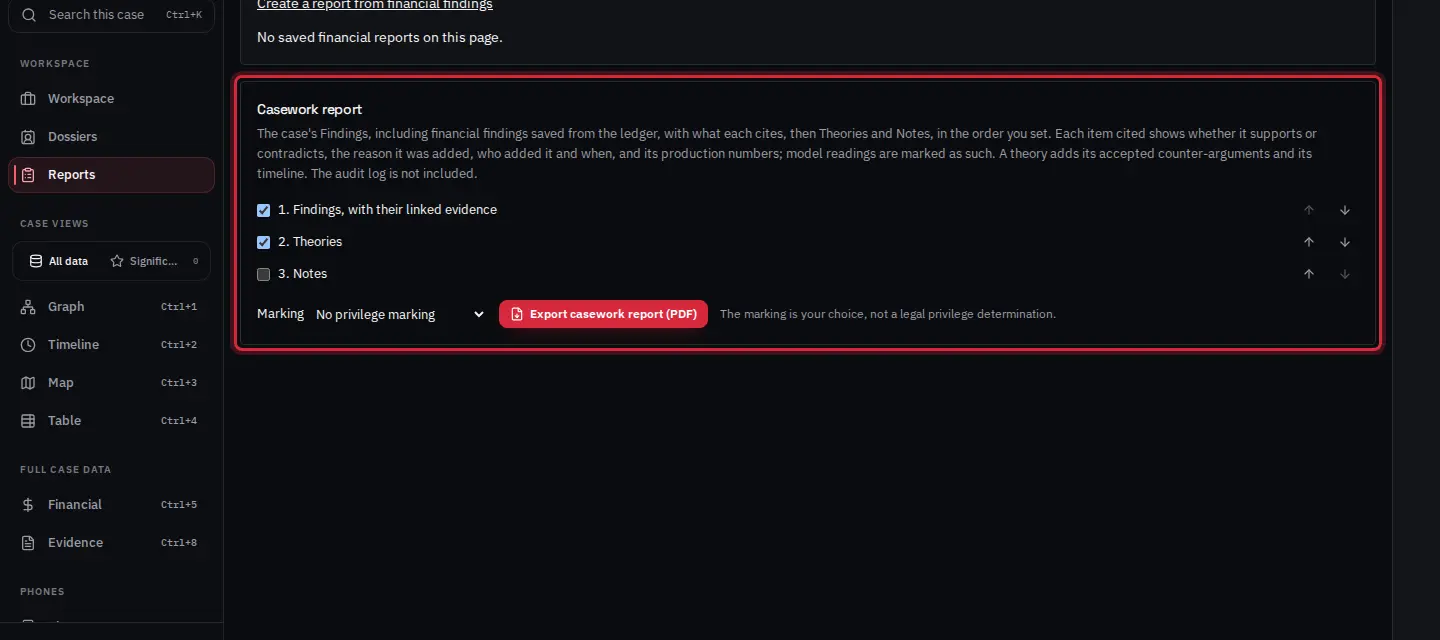 Search this case Ctrl+K
WORKSPACE
Workspace
Dossiers
Reports
CASE VIEWS
All data Signific... 0
Graph Ctrl+1
Timeline Ctrl+2
Map Ctrl+3
Table Ctrl+4
FULL CASE DATA
Financial Ctrl+5
Evidence Ctrl+8
PHONES
Create a report from financial findings
No saved financial reports on this page.
Casework report
The case's Findings, including financial findings saved from the ledger, with what each cites, then Theories and Notes, in the order you set. Each item cited shows whether it supports or
contradicts, the reason it was added, who added it and when, and its production numbers; model readings are marked as such. A theory adds its accepted counter-arguments and its
timeline. The audit log is not included.
1. Findings, with their linked evidence
2. Theories
3. Notes
Marking No privilege marking Export casework report (PDF) The marking is your choice, not a legal privilege determination.